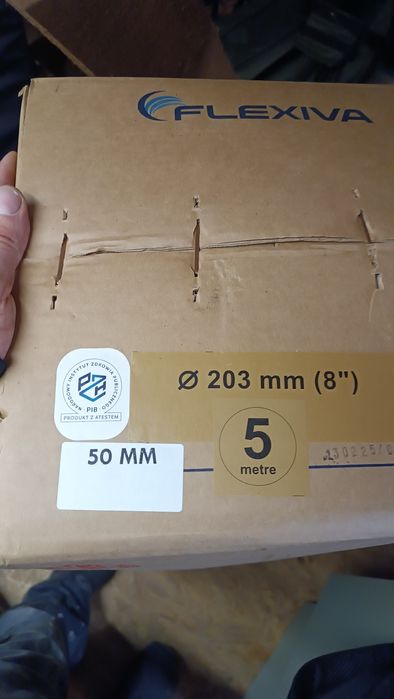 FLEXIVA
NARODOWY INSTYTUT ZDROWIA PUBLICZNEGO
PZH
· PIB ·
PRODUKT Z ATESTEM
Ø 203 mm (8")
50 MM
5
metre